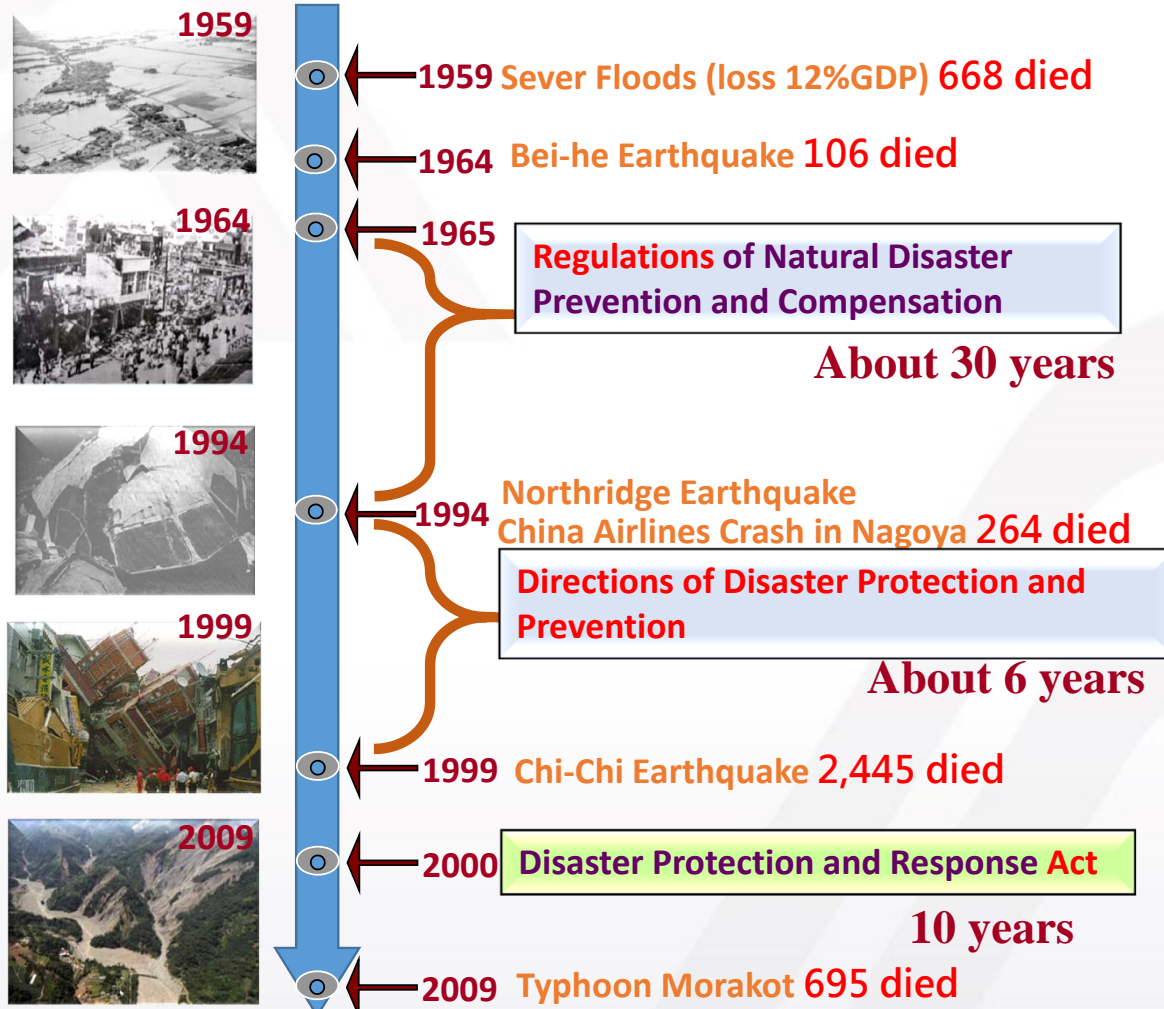 1959
1959 Sever Floods (loss 12%GDP) 668 died
1964 Bei-he Earthquake 106 died
1964
1965
Regulations of Natural Disaster
Prevention and Compensation
About 30 years
1994
1994 Northridge Earthquake
China Airlines Crash in Nagoya 264 died
Directions of Disaster Protection and
Prevention
About 6 years
1999
1999 Chi-Chi Earthquake 2,445 died
2009
2000 Disaster Protection and Response Act
10 years
2009 Typhoon Morakot 695 died